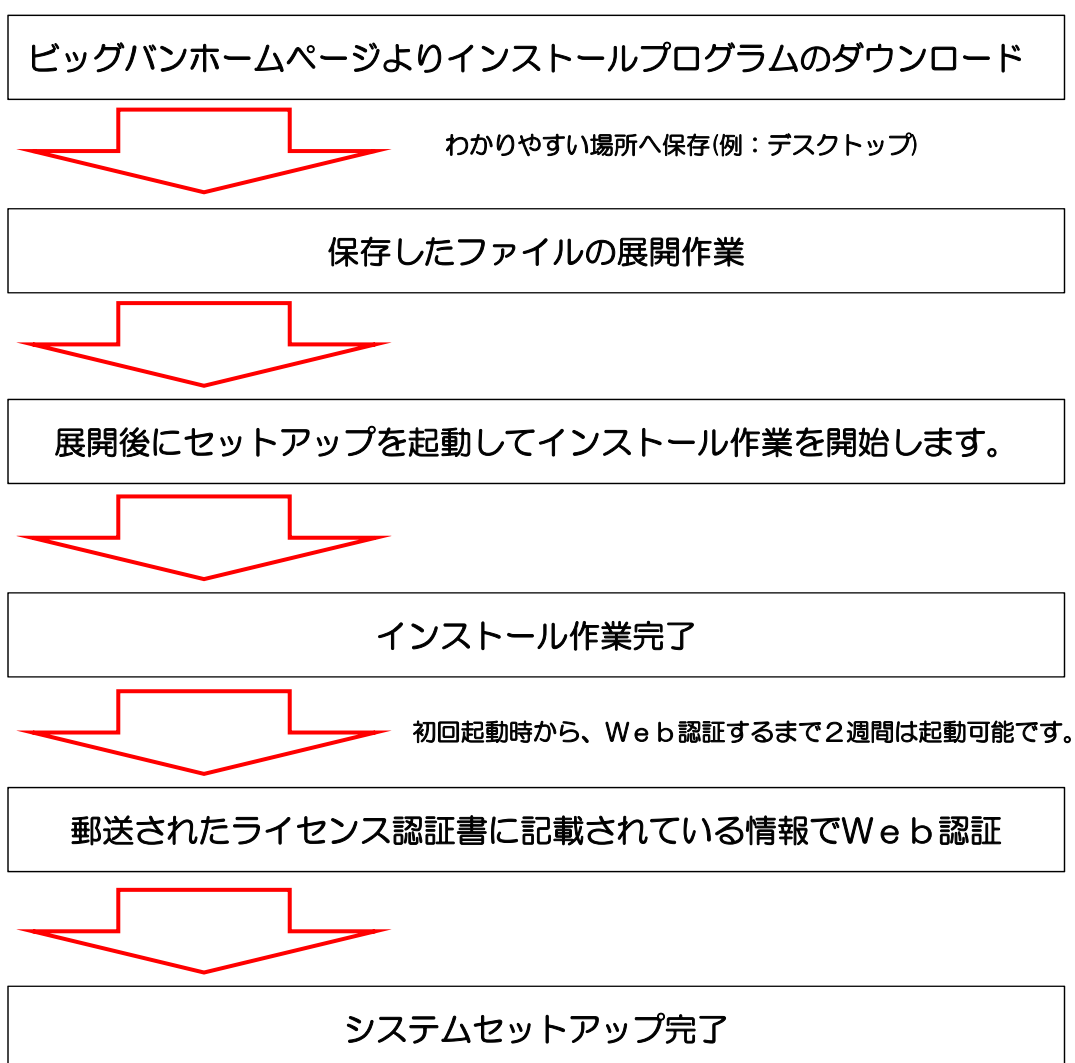 ビッグバンホームページよりインストールプログラムのダウンロード
わかりやすい場所へ保存(例：デスクトップ)
保存したファイルの展開作業
展開後にセットアップを起動してインストール作業を開始します。
インストール作業完了
初回起動時から、Ｗｅｂ認証するまで２週間は起動可能です。
郵送されたライセンス認証書に記載されている情報でＷｅｂ認証
システムセットアップ完了